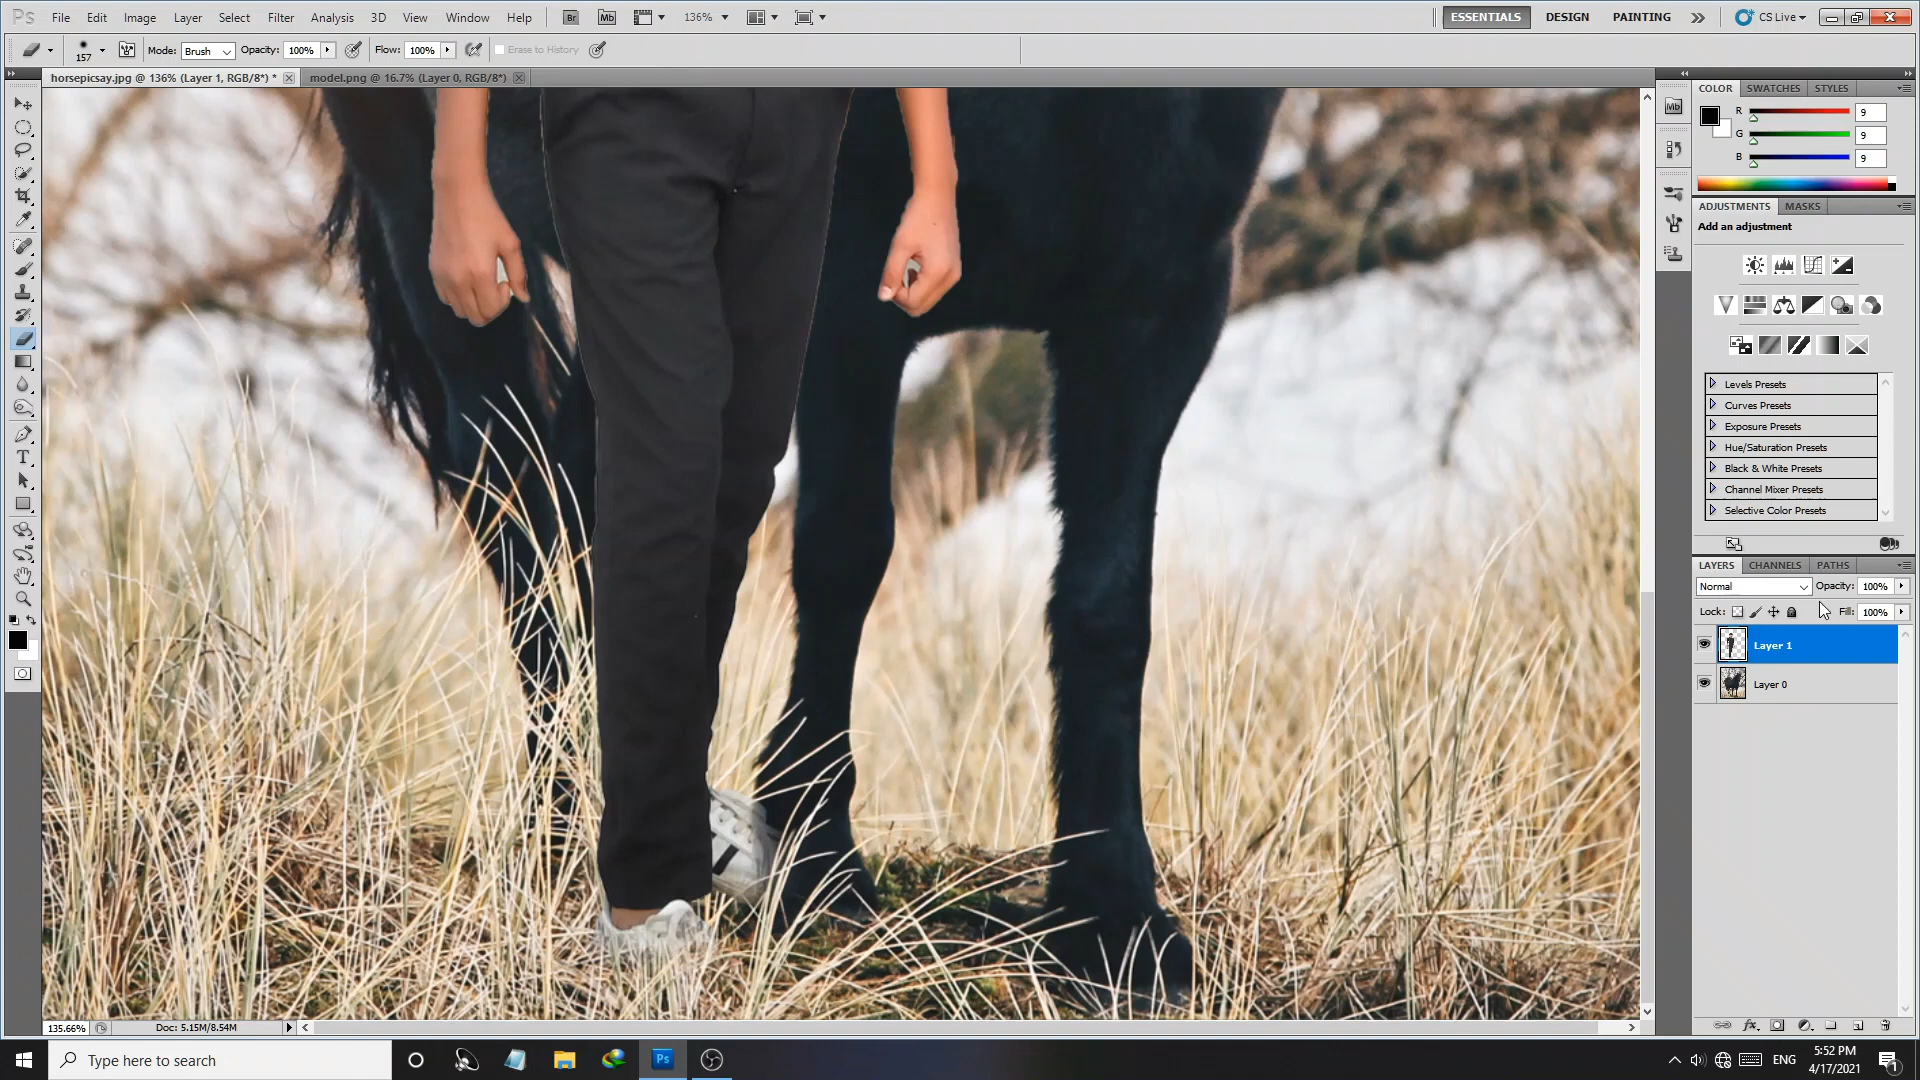 Ps File Edit Image Layer Select Filter Analysis 3D View Window Help Br Mb 136% ESSENTIALS DESIGN PAINTING CS Live
157 Mode: Brush Opacity: 100% Flow: 100% Erase to History
horsepicsay.jpg @ 136% (Layer 1, RGB/8*) * model.png @ 16.7% (Layer 0, RGB/8*)
COLOR SWATCHES STYLES
Mb
R 9
G 9
B 9
ADJUSTMENTS MASKS
Add an adjustment
Levels Presets
Curves Presets
Exposure Presets
Hue/Saturation Presets
Black & White Presets
Channel Mixer Presets
Selective Color Presets
LAYERS CHANNELS PATHS
Normal Opacity: 100%
Lock: Fill: 100%
Layer 1
Layer 0
135.66% Doc: 5.15M/8.54M
Type here to search Ps ENG 5:52 PM
4/17/2021 1